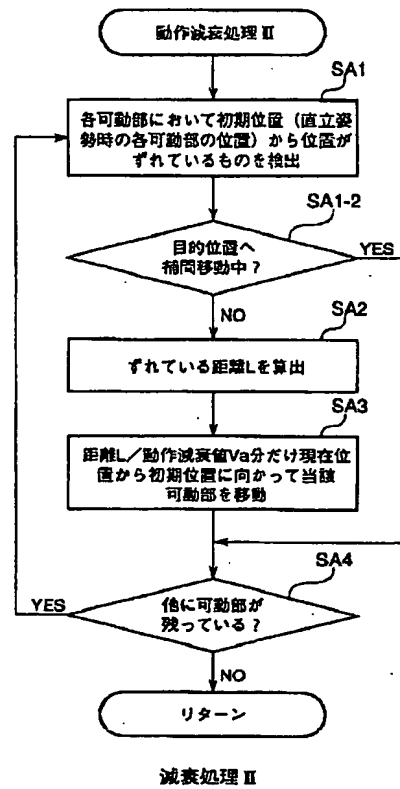 動作減衰処理Ⅱ
SA1
各可動部において初期位置（直立姿
勢時の各可動部の位置）から位置が
ずれているものを検出
SA1-2
目的位置へ
補間移動中？
YES
NO
SA2
ずれている距離Lを算出
SA3
距離L／動作減衰値Va分だけ現在位
置から初期位置に向かって当該
可動部を移動
SA4
YES
他に可動部が
残っている？
NO
リターン
減衰処理Ⅱ